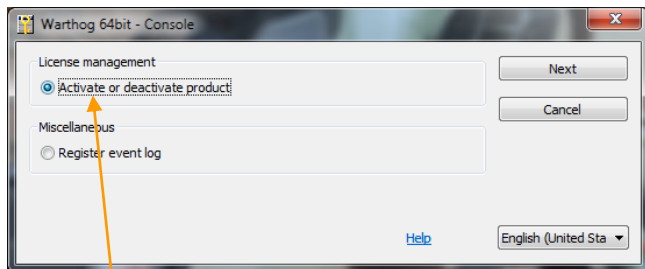 Warthog 64bit - Console
License management
Activate or deactivate product
Next
Cancel
Miscellaneous
Register event log
Help
English (United Sta